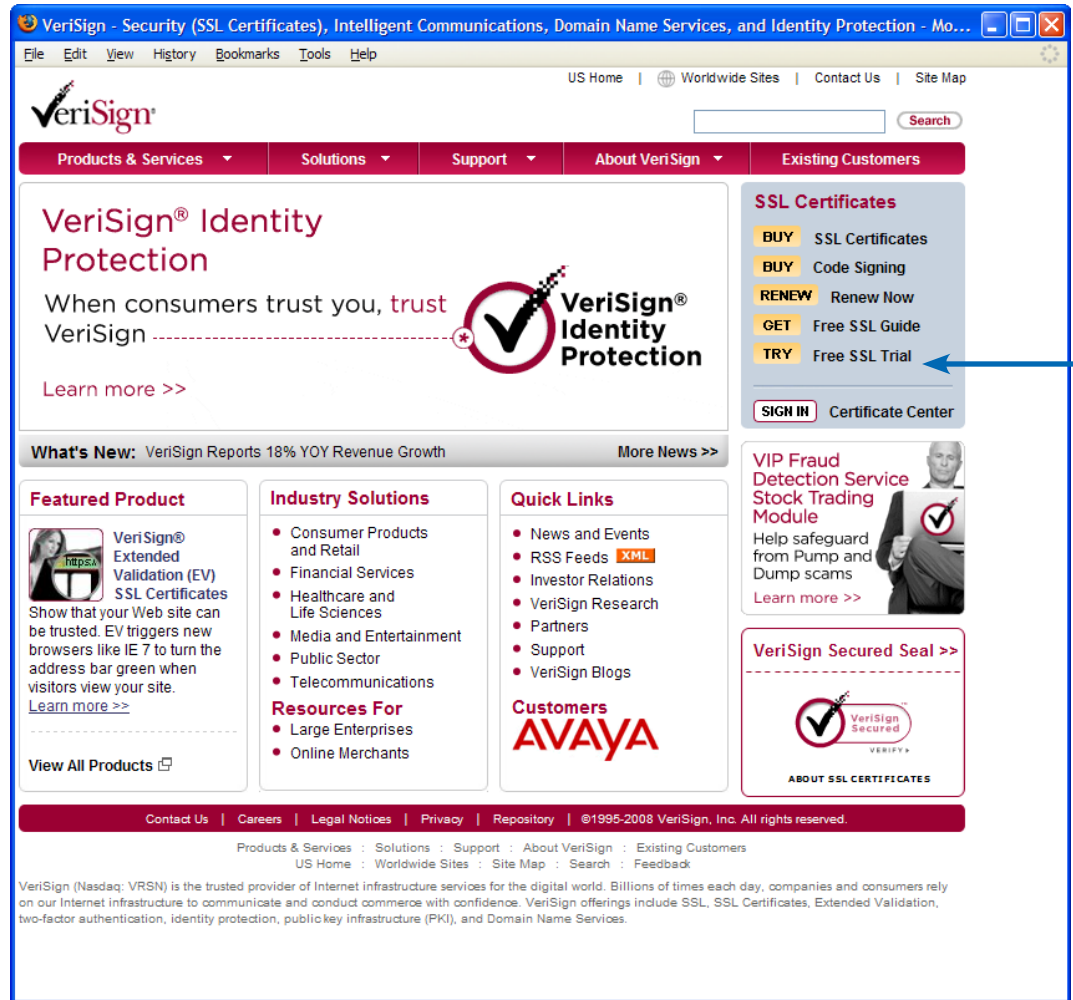 VeriSign - Security (SSL Certificates), Intelligent Communications, Domain Name Services, and Identity Protection - Mo...
File Edit View History Bookmarks Tools Help
US Home | Worldwide Sites | Contact Us | Site Map
VeriSign®
Search
Products & Services Solutions Support About VeriSign Existing Customers
VeriSign® Identity
Protection
When consumers trust you, trust
VeriSign
Learn more >>
VeriSign®
Identity
Protection
SSL Certificates
BUY SSL Certificates
BUY Code Signing
RENEW Renew Now
GET Free SSL Guide
TRY Free SSL Trial
SIGN IN Certificate Center
What's New: VeriSign Reports 18% YOY Revenue Growth More News >>
Featured Product
https:/
VeriSign®
Extended
Validation (EV)
SSL Certificates
Show that your Web site can
be trusted. EV triggers new
browsers like IE 7 to turn the
address bar green when
visitors view your site.
Learn more >>
View All Products
Industry Solutions
Consumer Products
and Retail
Financial Services
Healthcare and
Life Sciences
Media and Entertainment
Public Sector
Telecommunications
Resources For
Large Enterprises
Online Merchants
Quick Links
News and Events
RSS Feeds XML
Investor Relations
VeriSign Research
Partners
Support
VeriSign Blogs
Customers
AVAYA
VIP Fraud
Detection Service
Stock Trading
Module
Help safeguard
from Pump and
Dump scams
Learn more >>
VeriSign Secured Seal >>
VeriSign™
Secured
VERIFY
ABOUT SSL CERTIFICATES
Contact Us | Careers | Legal Notices | Privacy | Repository | ©1995-2008 VeriSign, Inc. All rights reserved.
Products & Services : Solutions : Support : About VeriSign : Existing Customers
US Home : Worldwide Sites : Site Map : Search : Feedback
VeriSign (Nasdaq: VRSN) is the trusted provider of Internet infrastructure services for the digital world. Billions of times each day, companies and consumers rely
on our Internet infrastructure to communicate and conduct commerce with confidence. VeriSign offerings include SSL, SSL Certificates, Extended Validation,
two-factor authentication, identity protection, public key infrastructure (PKI), and Domain Name Services.